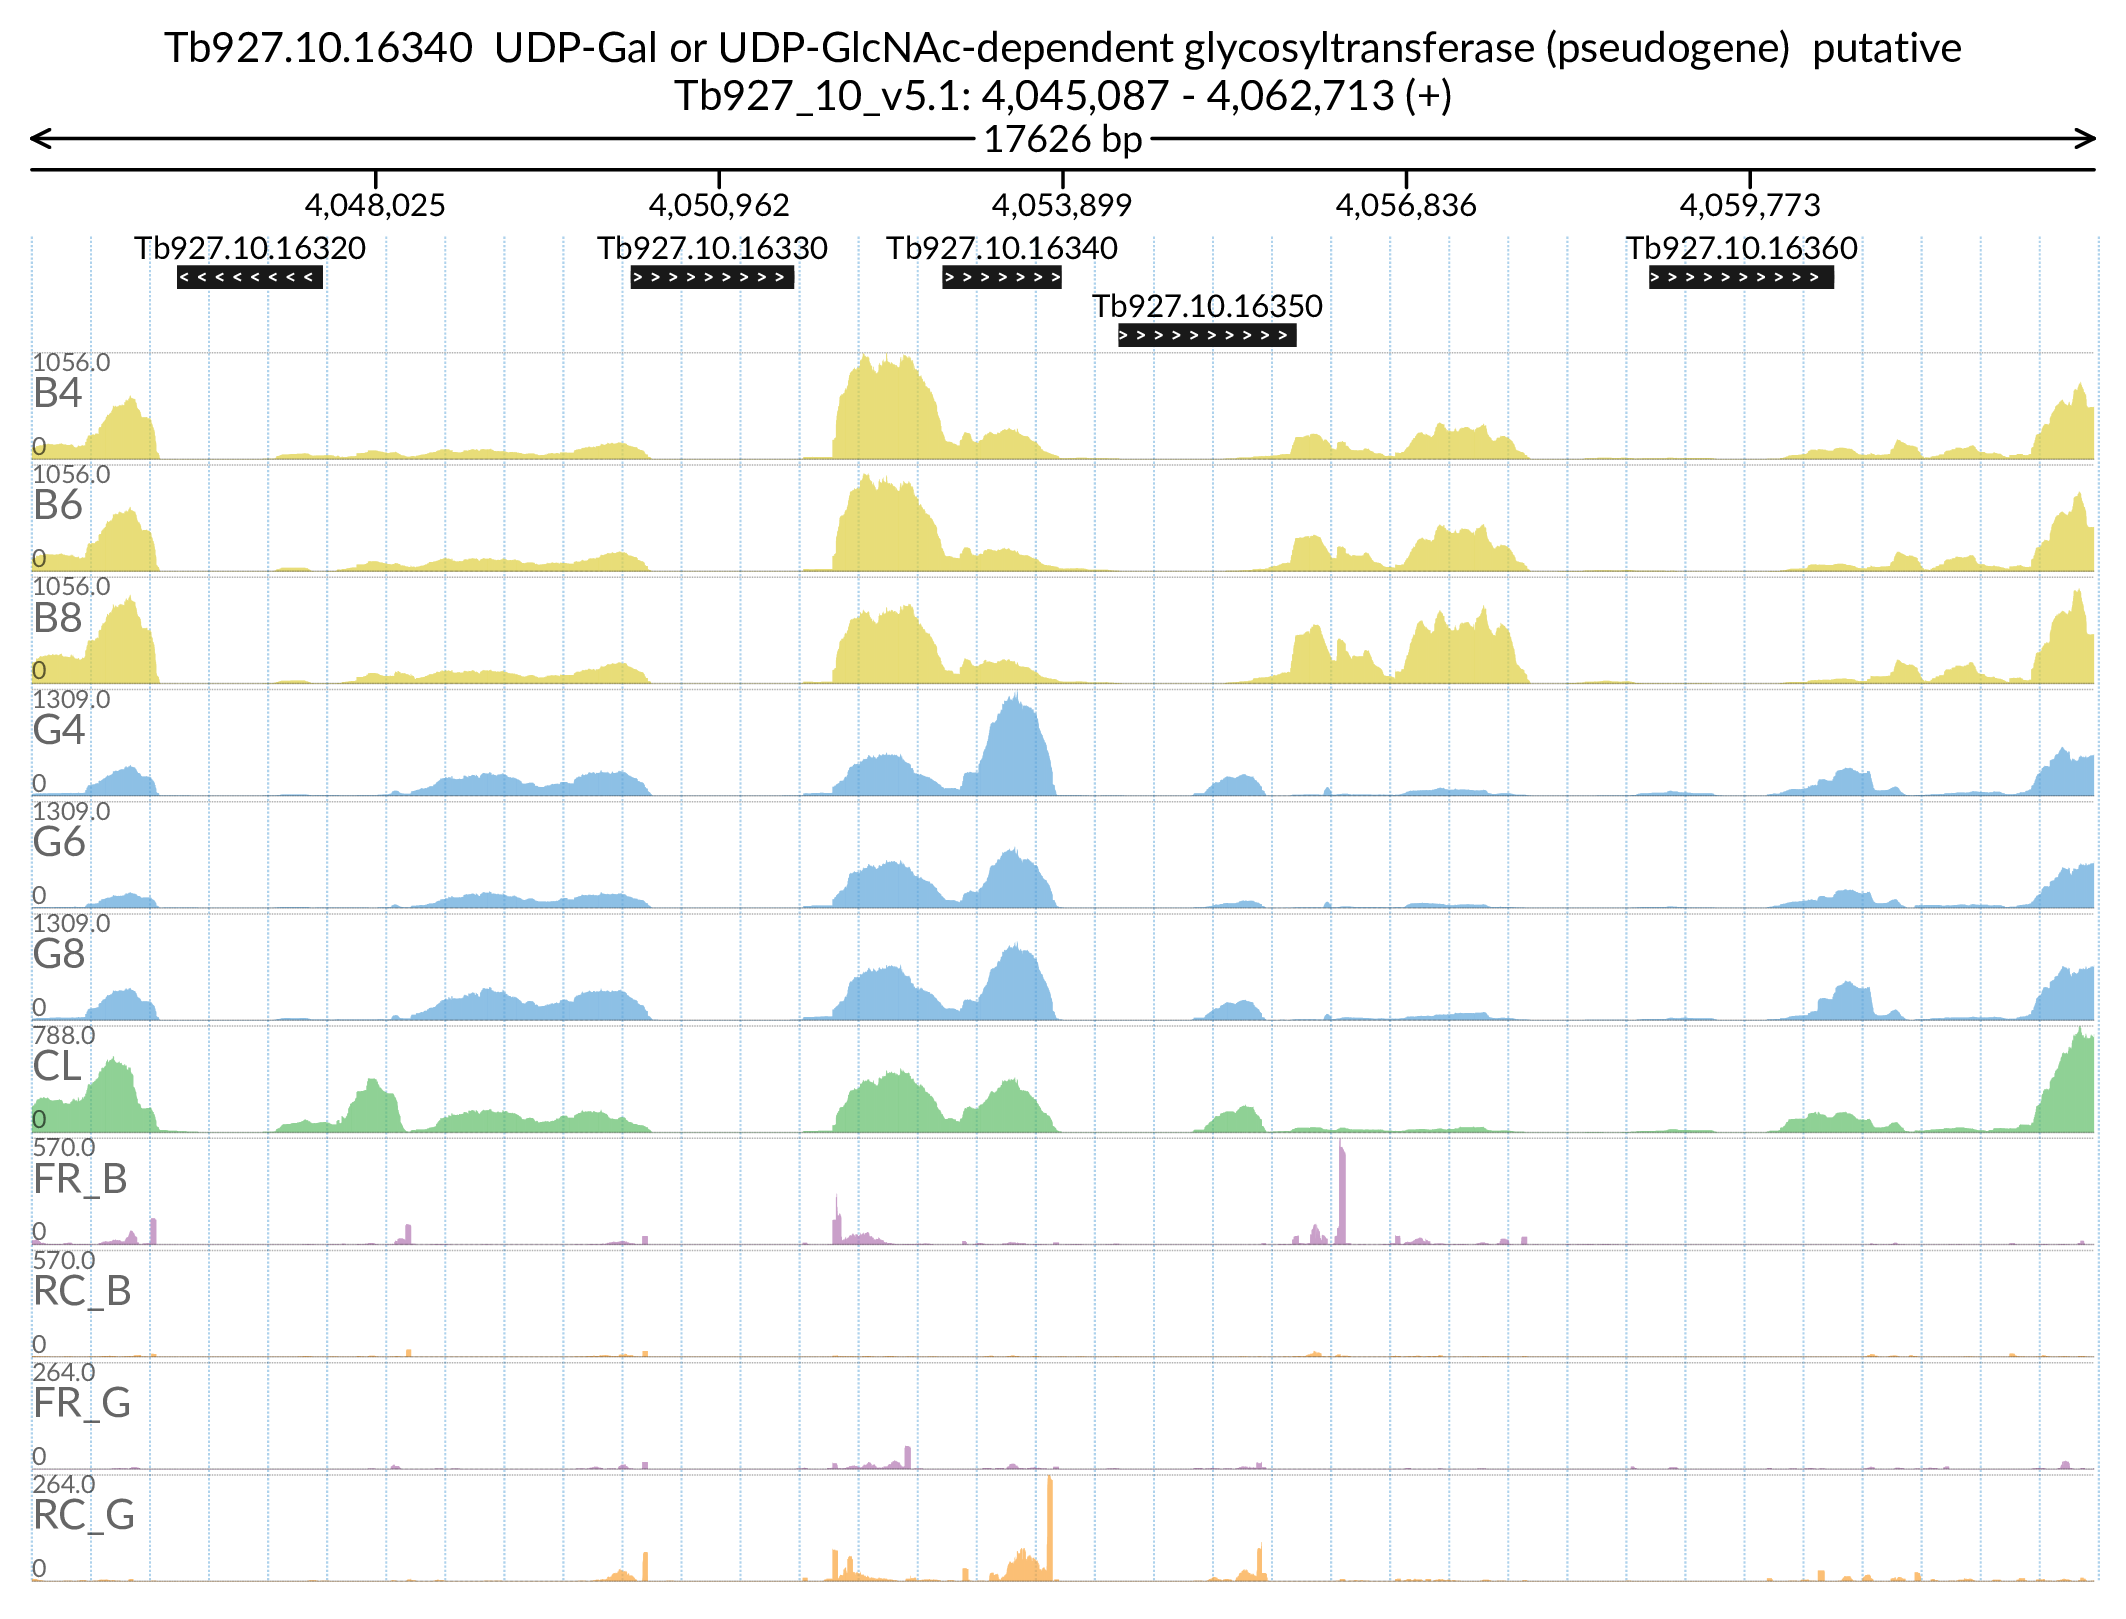 Tb927.10.16340  UDP-Gal or UDP-GlcNAc-dependent glycosyltransferase (pseudogene)  putative
Tb927_10_v5.1: 4,045,087 - 4,062,713 (+)
17626 bp
4,048,025 4,050,962 4,053,899 4,056,836 4,059,773
Tb927.10.16320 Tb927.10.16330 Tb927.10.16340 Tb927.10.16360
Tb927.10.16350
1056.0
B4
0
1056.0
B6
0
1056.0
B8
0
1309.0
G4
0
1309.0
G6
0
1309.0
G8
0
788.0
CL
0
570.0
FR_B
0
570.0
RC_B
0
264.0
FR_G
0
264.0
RC_G
0